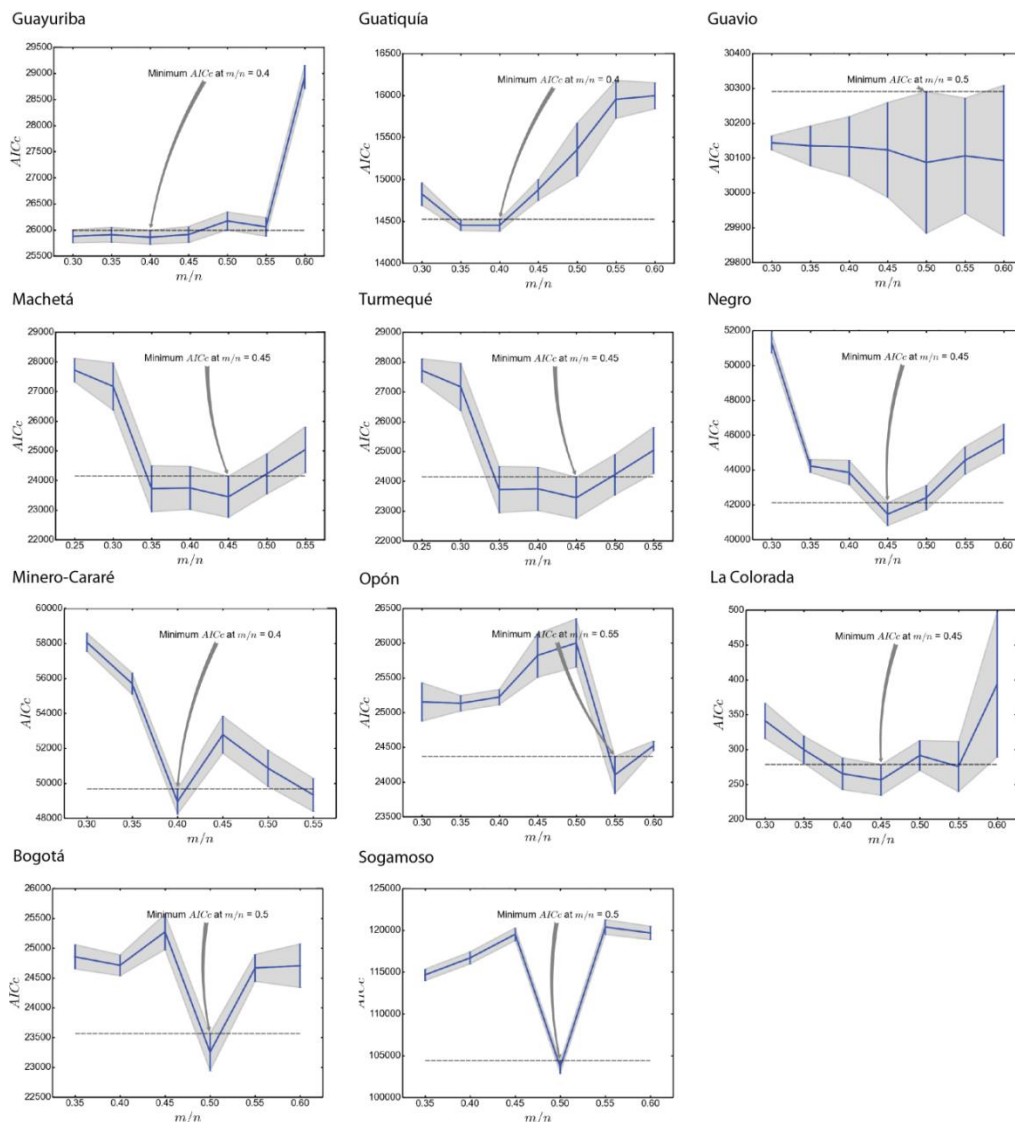 Guayuriba
29500
29000
28500
28000
27500
27000
26500
26000
25500
AICc
Minimum AICc at m/n = 0.4
0.30 0.35 0.40 0.45 0.50 0.55 0.60
m/n
Guatiquía
16500
16000
15500
15000
14500
14000
AICc
Minimum AICc at m/n = 0.4
0.30 0.35 0.40 0.45 0.50 0.55 0.60
m/n
Guavio
30400
30300
30200
30100
30000
29900
29800
AICc
Minimum AICc at m/n = 0.5
0.30 0.35 0.40 0.45 0.50 0.55 0.60
m/n
Machetá
29000
28000
27000
26000
25000
24000
23000
22000
AICc
Minimum AICc at m/n = 0.45
0.25 0.30 0.35 0.40 0.45 0.50 0.55
m/n
Turmequé
29000
28000
27000
26000
25000
24000
23000
22000
AICc
Minimum AICc at m/n = 0.45
0.25 0.30 0.35 0.40 0.45 0.50 0.55
m/n
Negro
52000
50000
48000
46000
44000
42000
40000
AICc
Minimum AICc at m/n = 0.45
0.30 0.35 0.40 0.45 0.50 0.55 0.60
m/n
Minero-Cararé
60000
58000
56000
54000
52000
50000
48000
AICc
Minimum AICc at m/n = 0.4
0.30 0.35 0.40 0.45 0.50 0.55
m/n
Opón
26500
26000
25500
25000
24500
24000
23500
AICc
Minimum AICc at m/n = 0.55
0.30 0.35 0.40 0.45 0.50 0.55 0.60
m/n
La Colorada
500
450
400
350
300
250
200
AICc
Minimum AICc at m/n = 0.45
0.30 0.35 0.40 0.45 0.50 0.55 0.60
m/n
Bogotá
26000
25500
25000
24500
24000
23500
23000
22500
AICc
Minimum AICc at m/n = 0.5
0.35 0.40 0.45 0.50 0.55 0.60
m/n
Sogamoso
125000
120000
115000
110000
105000
100000
AICc
Minimum AICc at m/n = 0.5
0.35 0.40 0.45 0.50 0.55 0.60
m/n